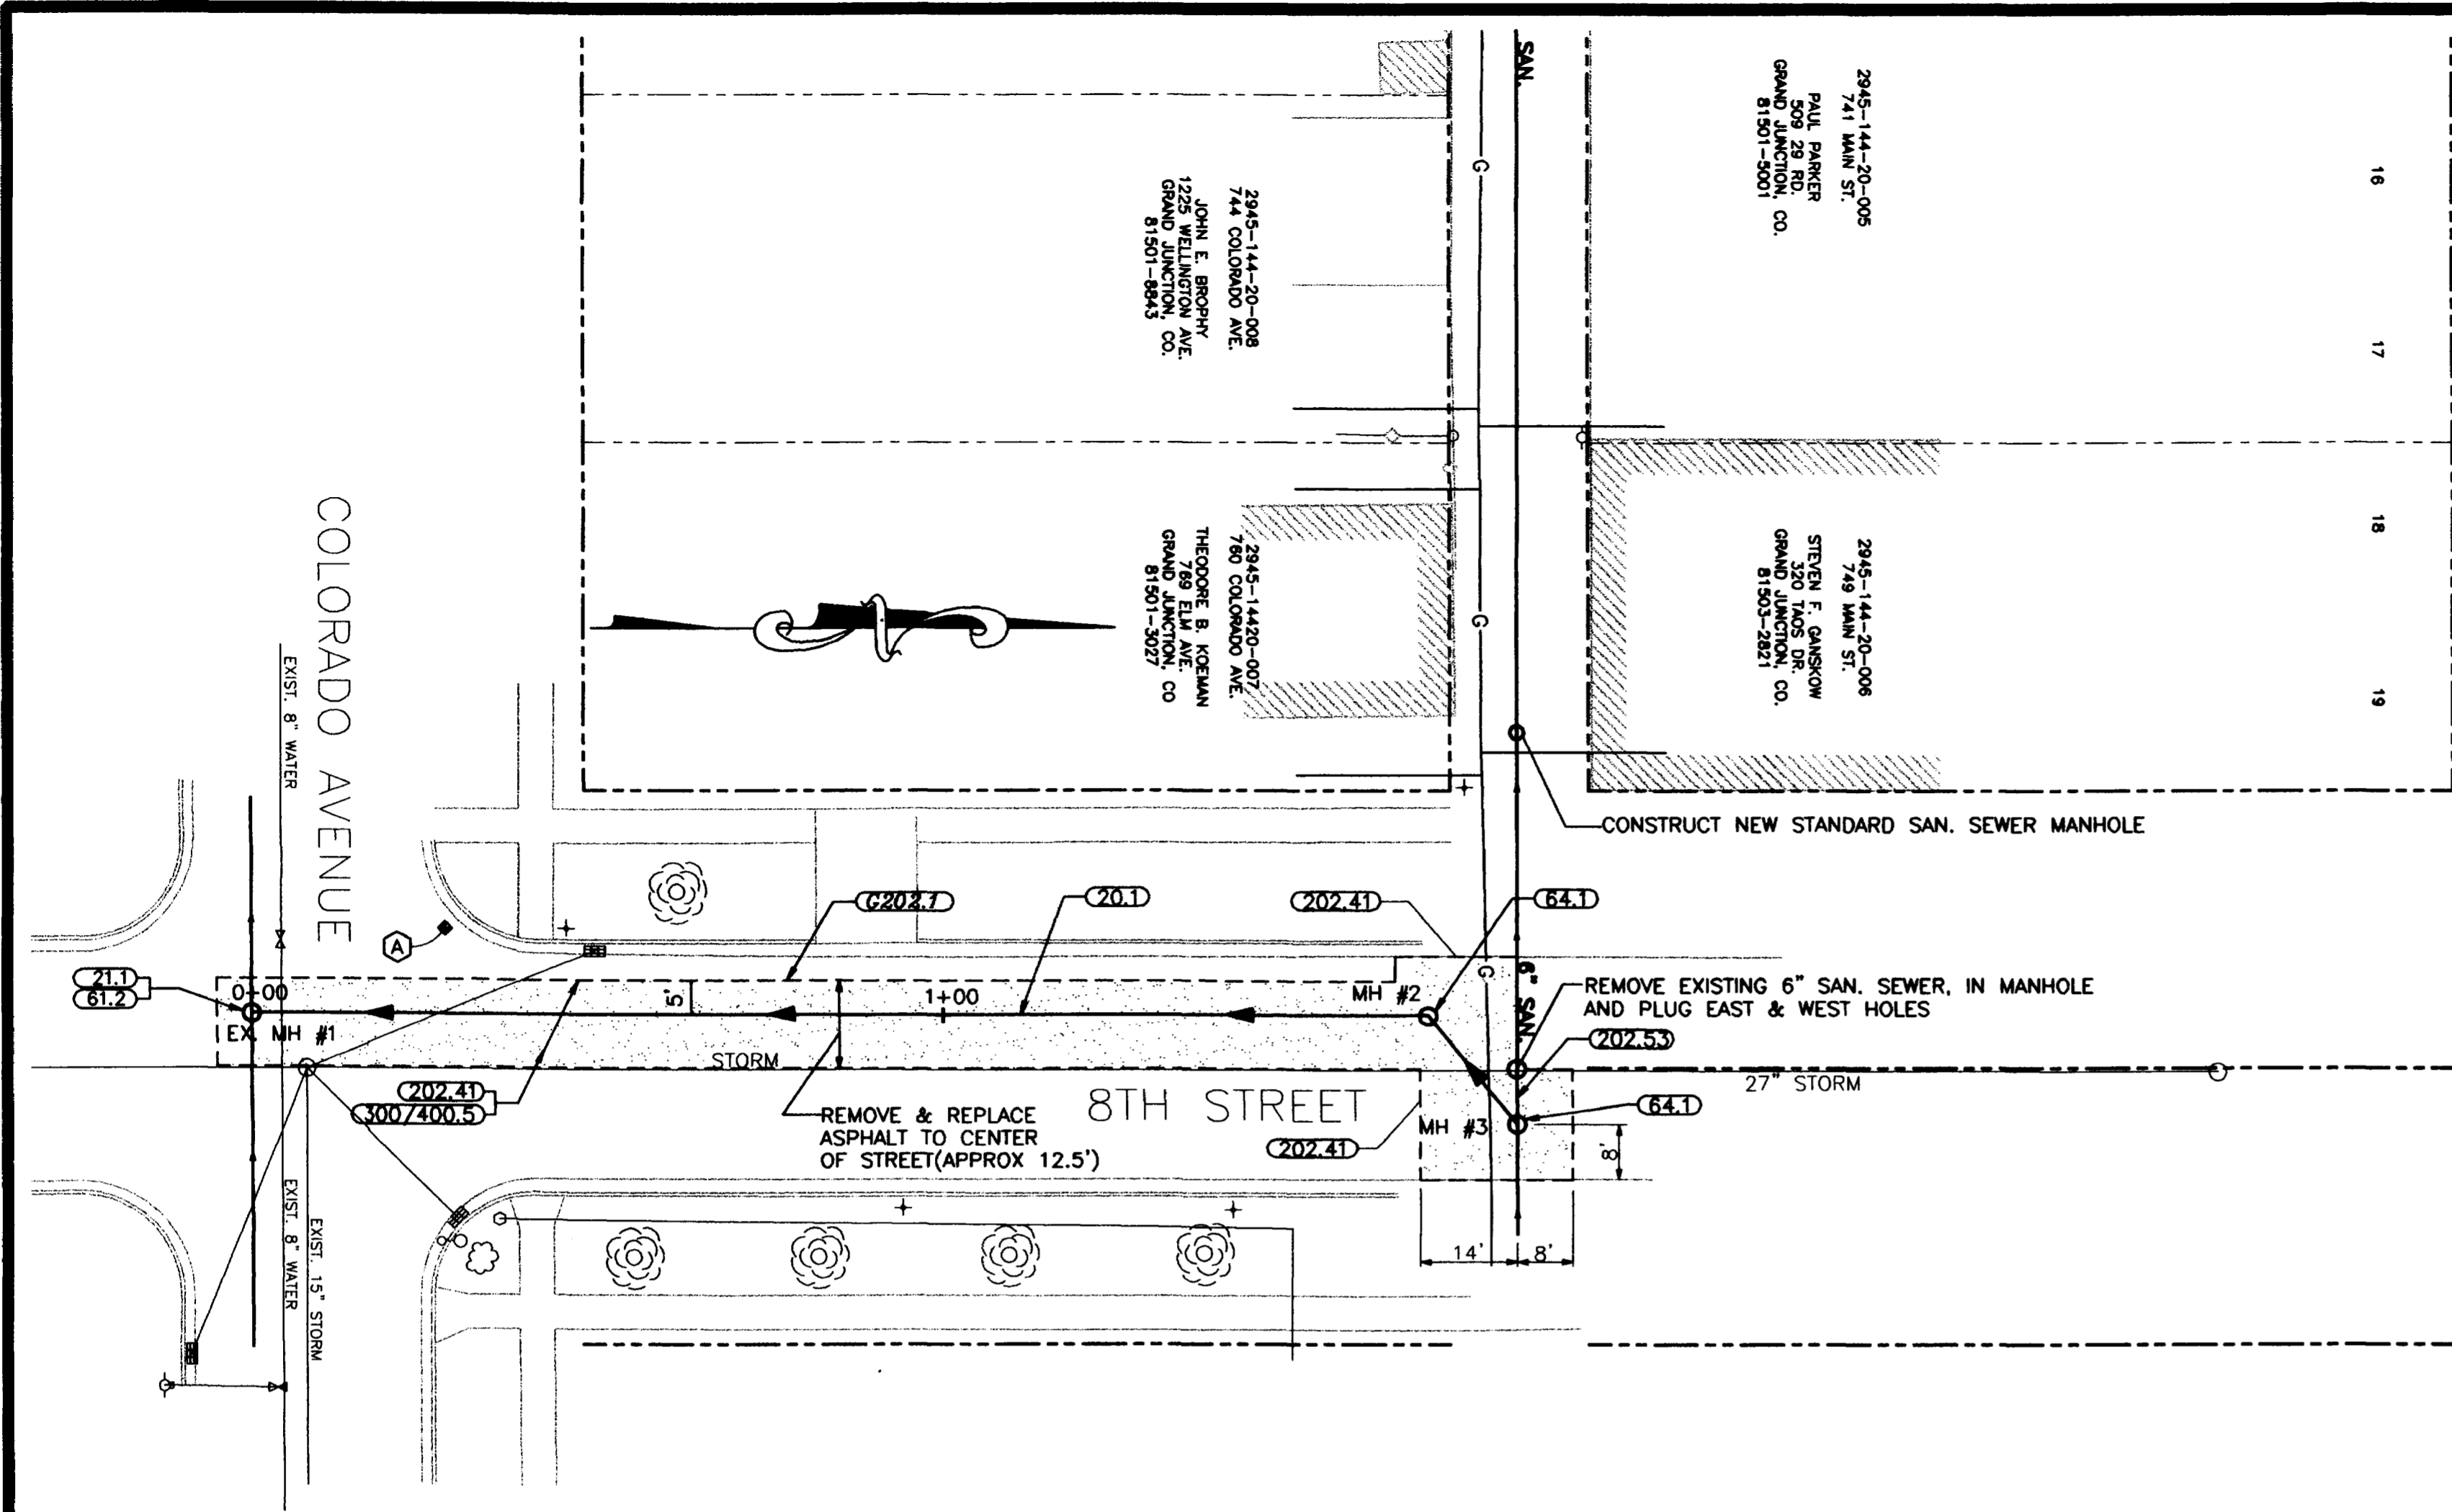 SAN.
2945-144-20-005
741 MAIN ST.
PAUL PARKER
509 29 RD.
GRAND JUNCTION, CO.
81501-5001
16
17
18
19
2945-144-20-008
744 COLORADO AVE.
JOHN E. BROPHY
1225 WELLINGTON AVE.
GRAND JUNCTION, CO.
81501-8843
G
G
G
2945-14420-007
760 COLORADO AVE.
THEODORE B. KOEMAN
769 ELM AVE.
GRAND JUNCTION, CO
81501-3027
2945-144-20-006
749 MAIN ST.
STEVEN F. GANSKOW
320 TAOS DR.
GRAND JUNCTION, CO.
81503-2821
COLORADO AVENUE
EXIST. 8" WATER
CONSTRUCT NEW STANDARD SAN. SEWER MANHOLE
G202.1
20.1
202.41
64.1
A
21.1
61.2
0+00
EX. MH #1
5'
1+00
MH #2
6" SAN.
REMOVE EXISTING 6" SAN. SEWER, IN MANHOLE
AND PLUG EAST & WEST HOLES
202.53
STORM
27" STORM
202.41
300/400.5
REMOVE & REPLACE
ASPHALT TO CENTER
OF STREET(APPROX 12.5')
8TH STREET
MH #3
64.1
202.41
8'
14'
8'
EXIST. 8" WATER
EXIST. 15" STORM